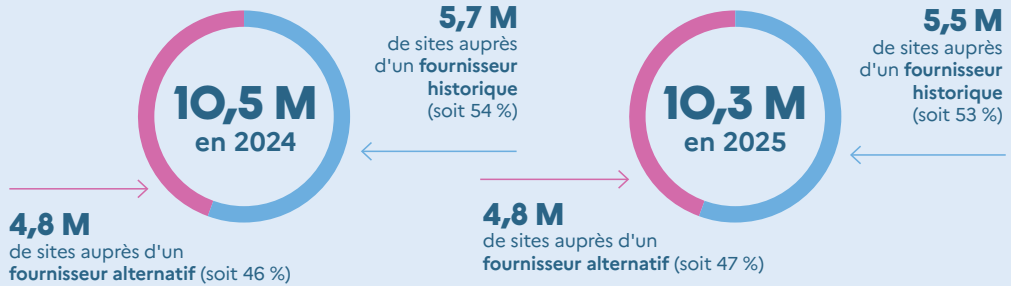 10,5 M
en 2024
5,7 M
de sites auprès
d'un fournisseur
historique
(soit 54 %)
4,8 M
de sites auprès d'un
fournisseur alternatif (soit 46 %)
10,3 M
en 2025
5,5 M
de sites auprès
d'un fournisseur
historique
(soit 53 %)
4,8 M
de sites auprès d'un
fournisseur alternatif (soit 47 %)